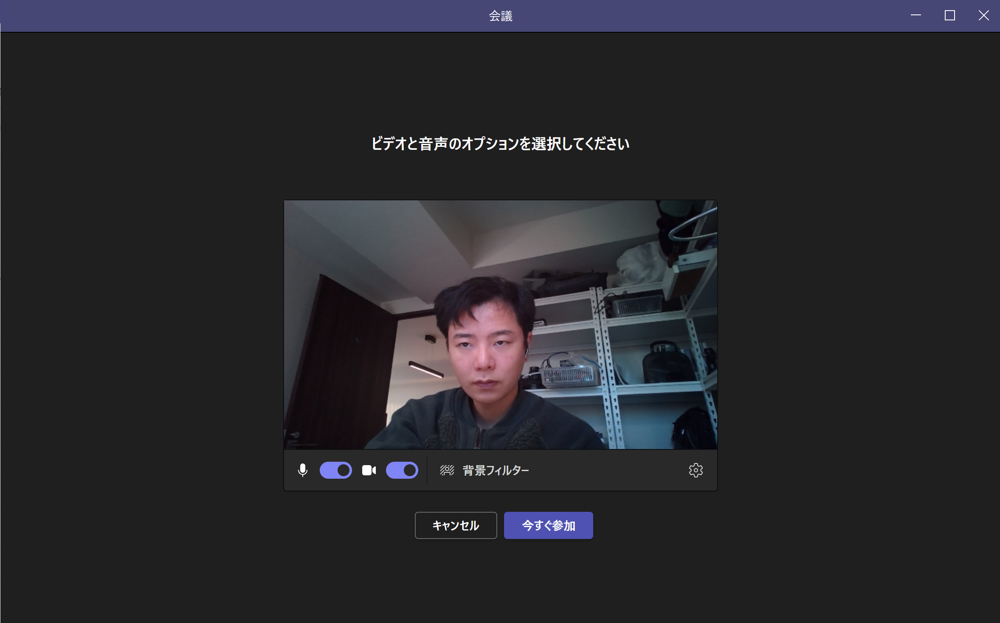 会議
ビデオと音声のオプションを選択してください
背景フィルター
キャンセル
今すぐ参加